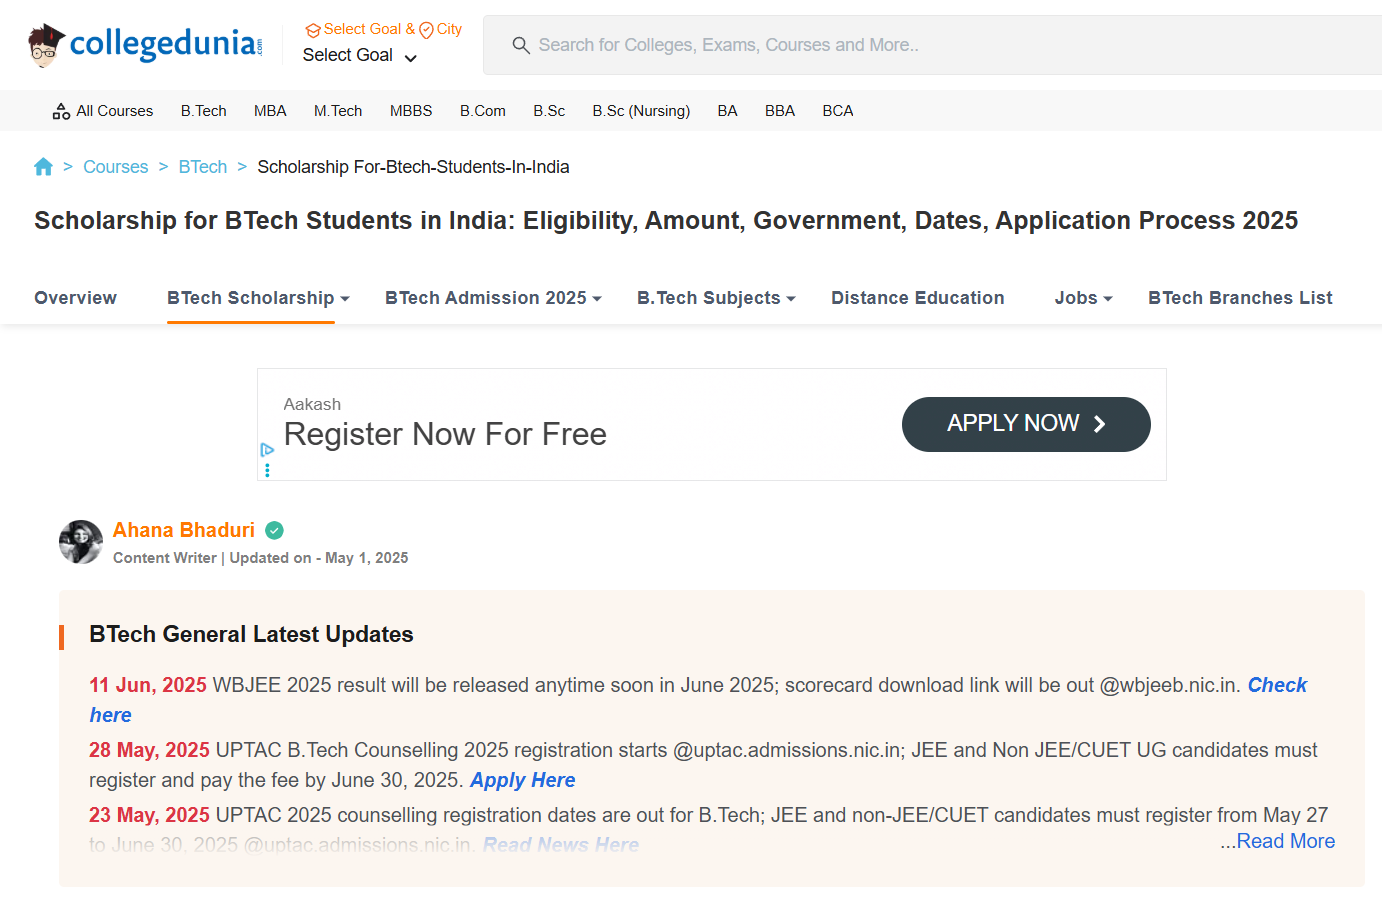 collegedunia.com
Select Goal & City
Select Goal
Search for Colleges, Exams, Courses and More..
All Courses B.Tech MBA M.Tech MBBS B.Com B.Sc B.Sc (Nursing) BA BBA BCA
> Courses > BTech > Scholarship For-Btech-Students-In-India
Scholarship for BTech Students in India: Eligibility, Amount, Government, Dates, Application Process 2025
Overview BTech Scholarship BTech Admission 2025 B.Tech Subjects Distance Education Jobs BTech Branches List
Aakash
Register Now For Free
APPLY NOW
Ahana Bhaduri
Content Writer | Updated on - May 1, 2025
BTech General Latest Updates
11 Jun, 2025 WBJEE 2025 result will be released anytime soon in June 2025; scorecard download link will be out @wbjeeb.nic.in. Check
here
28 May, 2025 UPTAC B.Tech Counselling 2025 registration starts @uptac.admissions.nic.in; JEE and Non JEE/CUET UG candidates must
register and pay the fee by June 30, 2025. Apply Here
23 May, 2025 UPTAC 2025 counselling registration dates are out for B.Tech; JEE and non-JEE/CUET candidates must register from May 27
to June 30, 2025 @uptac.admissions.nic.in. Read News Here
...Read More